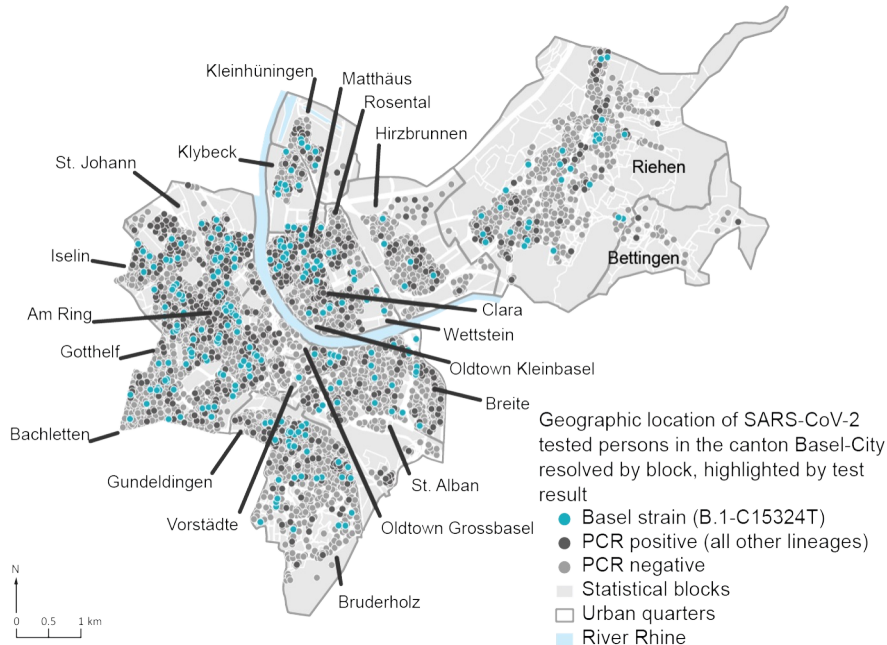 Kleinhüningen
Matthäus
Rosental
Hirzbrunnen
Klybeck
St. Johann
Riehen
Iselin
Bettingen
Am Ring
Clara
Wettstein
Gotthelf
Oldtown Kleinbasel
Breite
Bachletten
Gundeldingen
St. Alban
Vorstädte
Oldtown Grossbasel
Bruderholz
Geographic location of SARS-CoV-2
tested persons in the canton Basel-City
resolved by block, highlighted by test
result
Basel strain (B.1-C15324T)
PCR positive (all other lineages)
PCR negative
Statistical blocks
Urban quarters
River Rhine
N
0 0.5 1 km